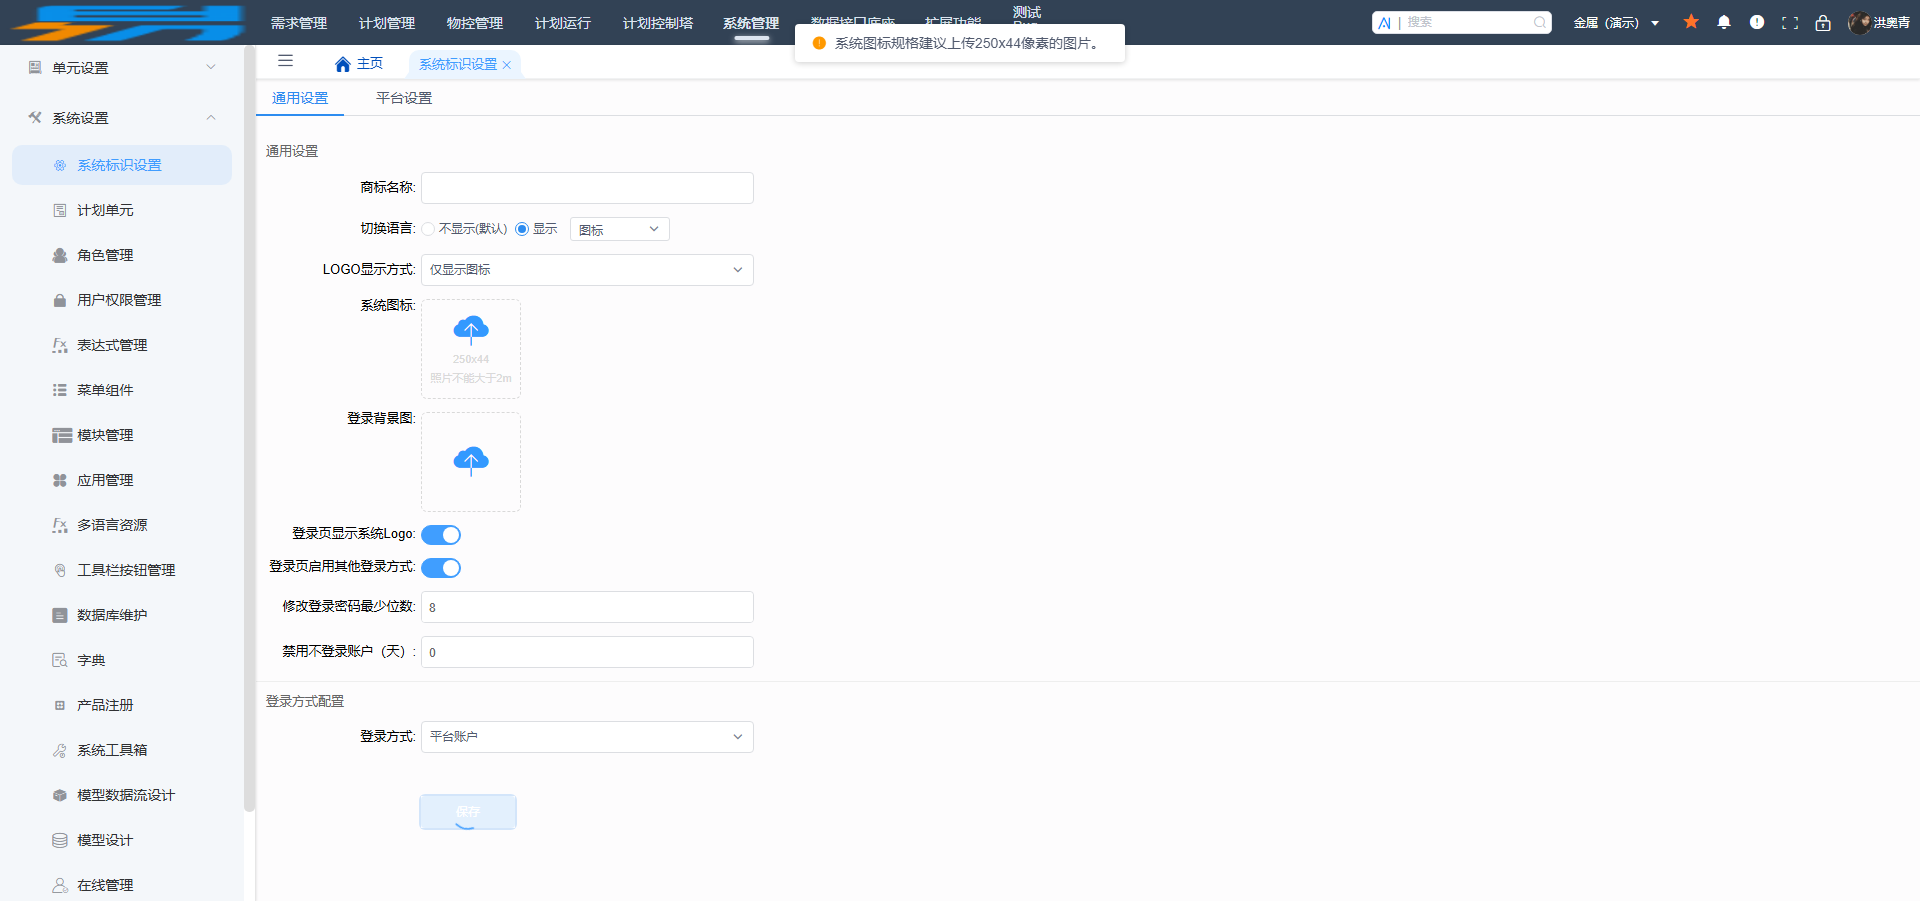 需求管理 计划管理 物控管理 计划运行 计划控制塔 系统管理 数据接口底座 扩展功能 测试
AI | 搜索
金属（演示） 洪奥青
系统图标规格建议上传250x44像素的图片。
主页 系统标识设置
通用设置 平台设置
单元设置
系统设置
系统标识设置
计划单元
角色管理
用户权限管理
表达式管理
菜单组件
模块管理
应用管理
多语言资源
工具栏按钮管理
数据库维护
字典
产品注册
系统工具箱
模型数据流设计
模型设计
在线管理
通用设置
商标名称:
切换语言: 不显示(默认) 显示 图标
LOGO显示方式: 仅显示图标
系统图标:
250x44
照片不能大于2m
登录背景图:
登录页显示系统Logo:
登录页启用其他登录方式:
修改登录密码最少位数: 8
禁用不登录账户（天）: 0
登录方式配置
登录方式: 平台账户
保存